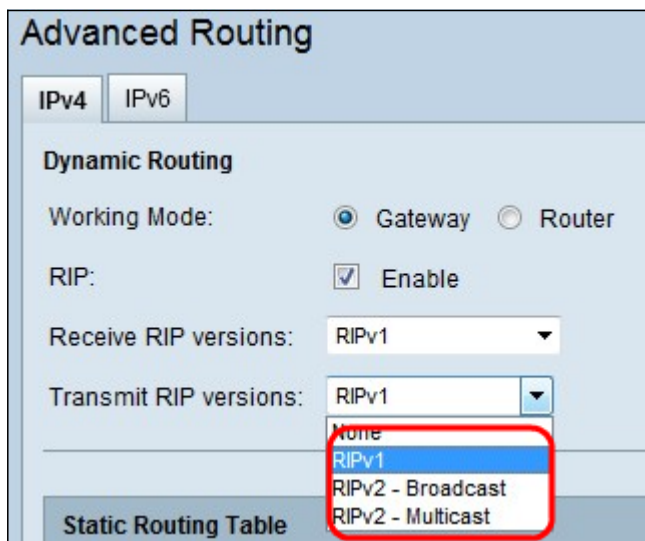 Advanced Routing
IPv4 IPv6
Dynamic Routing
Working Mode: Gateway Router
RIP: Enable
Receive RIP versions: RIPv1
Transmit RIP versions: RIPv1
None
RIPv1
RIPv2 - Broadcast
RIPv2 - Multicast
Static Routing Table